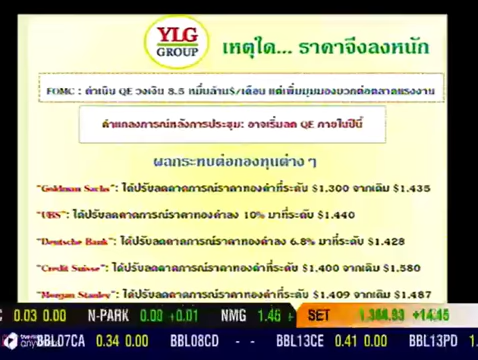 YLG
GROUP
เหตุใด... ราคาจึงลงหนัก
FOMC : ดำเนิน QE วงเงิน 8.5 หมื่นล้าน$/เดือน แต่เพิ่มมุมมองบวกต่อตลาดแรงงาน
คำแถลงการณ์หลังการประชุม: อาจเริ่มลด QE ภายในปีนี้
ผลกระทบต่อกองทุนต่าง ๆ
"Goldman Sachs": ได้ปรับลดคาดการณ์ราคาทองคำที่ระดับ $1,300 จากเดิม $1,435
"UBS": ได้ปรับลดคาดการณ์ราคาทองคำลง 10% มาที่ระดับ $1,440
"Deutsche Bank": ได้ปรับลดคาดการณ์ราคาทองคำลง 6.8% มาที่ระดับ $1,428
"Credit Suisse": ได้ปรับลดคาดการณ์ราคาทองคำที่ระดับ $1,400 จากเดิม $1,580
"Morgan Stanley": ได้ปรับลดคาดการณ์ราคาทองคำที่ระดับ $1,409 จากเดิม $1,487
C 0.03 0.00 N-PARK 0.00 +0.01 NMG 1.45 SET +14.45
BBL07CA 0.34 0.00 BBL08CD - - BBL13CE 0.41 0.00 BBL13PD